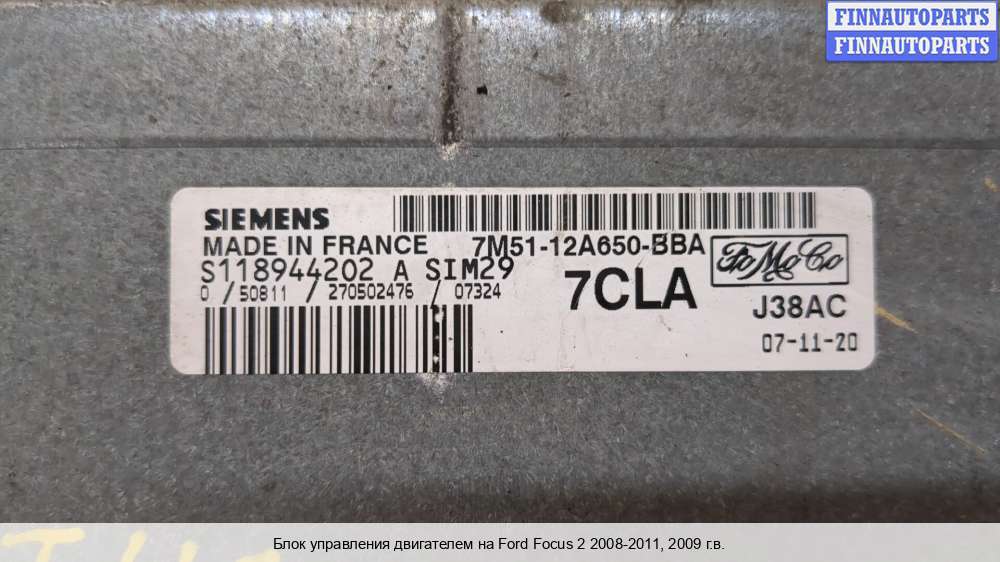 FINNAUTOPARTS
FINNAUTOPARTS
SIEMENS
MADE IN FRANCE 7M51-12A650-BBA
S118944202 A SIM29
0 / 50811 / 270502476 / 07324
7CLA
FoMoCo
J38AC
07-11-20
Блок управления двигателем на Ford Focus 2 2008-2011, 2009 г.в.